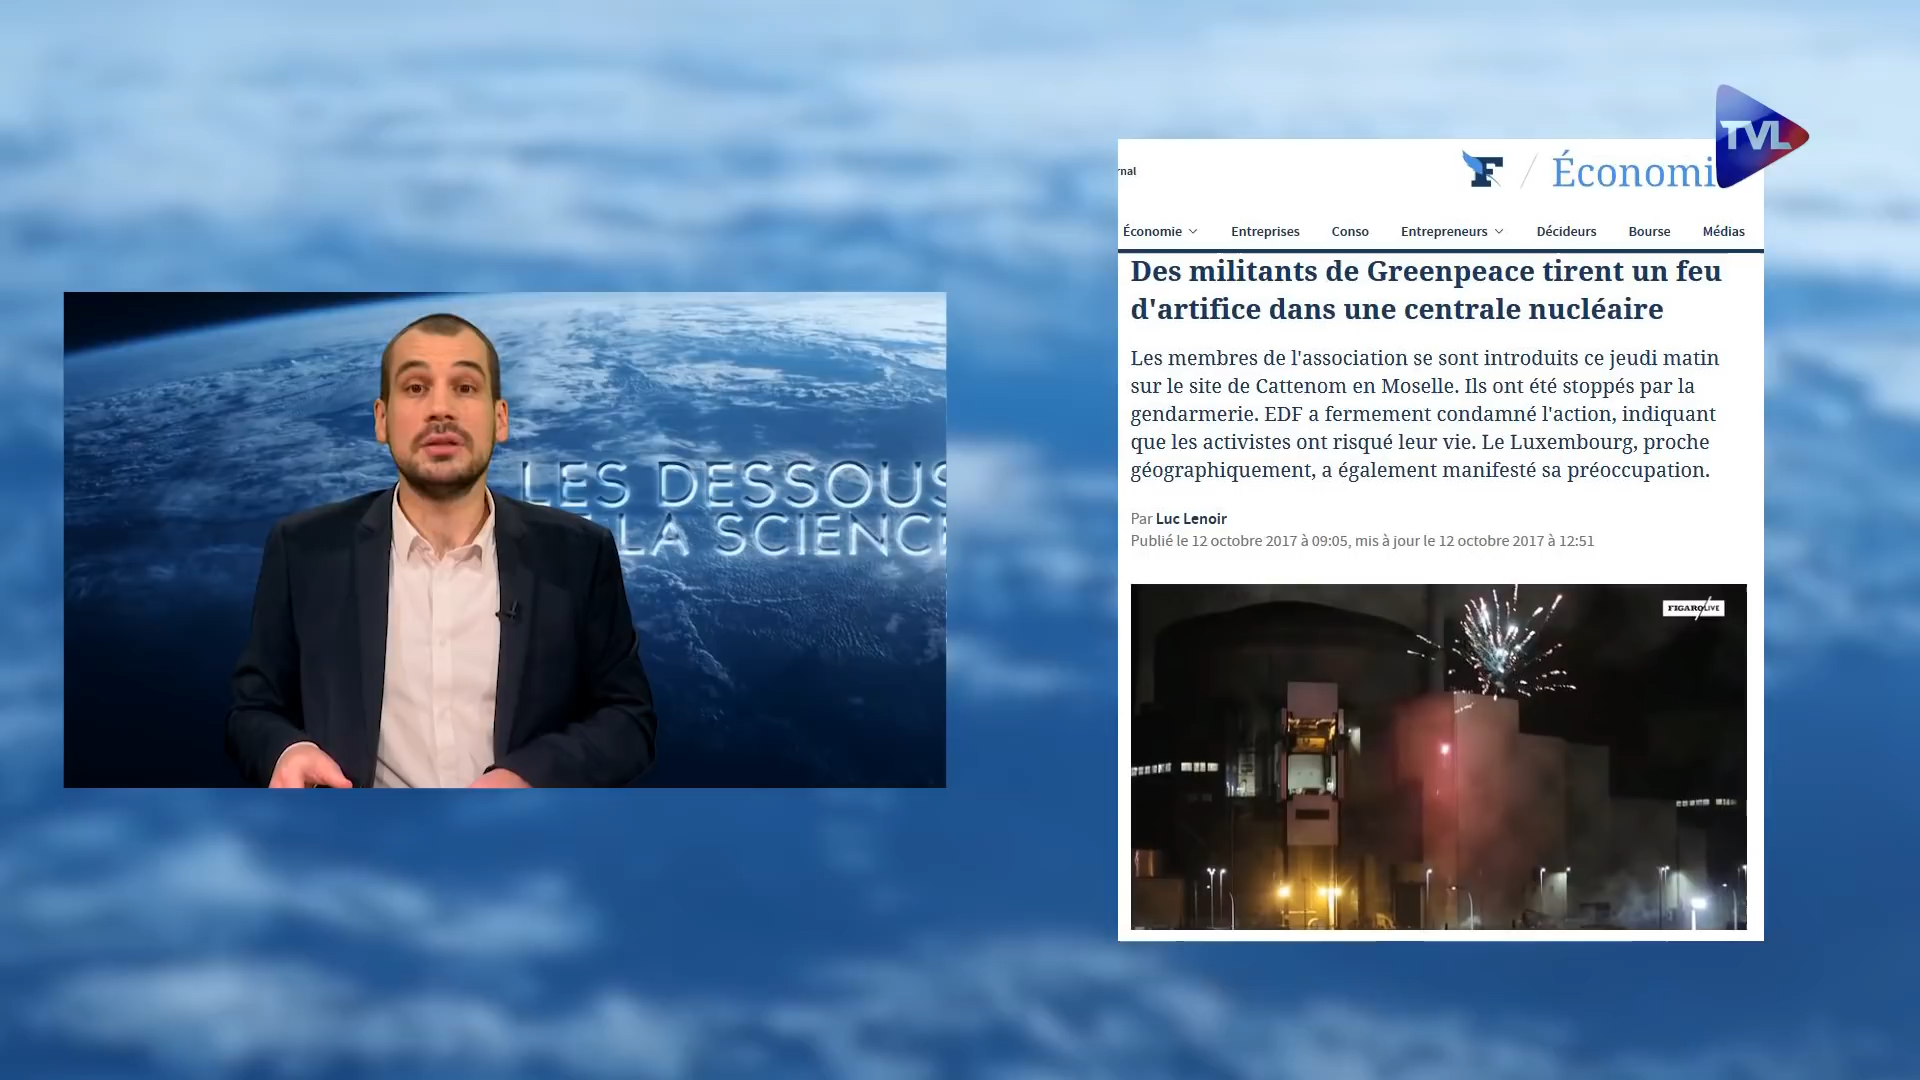 LES DESSOUS
LA SCIENCE
TVL
rnal
F / Économi
Économie Entreprises Conso Entrepreneurs Décideurs Bourse Médias
Des militants de Greenpeace tirent un feu
d'artifice dans une centrale nucléaire
Les membres de l'association se sont introduits ce jeudi matin
sur le site de Cattenom en Moselle. Ils ont été stoppés par la
gendarmerie. EDF a fermement condamné l'action, indiquant
que les activistes ont risqué leur vie. Le Luxembourg, proche
géographiquement, a également manifesté sa préoccupation.
Par Luc Lenoir
Publié le 12 octobre 2017 à 09:05, mis à jour le 12 octobre 2017 à 12:51
FIGARO LIVE